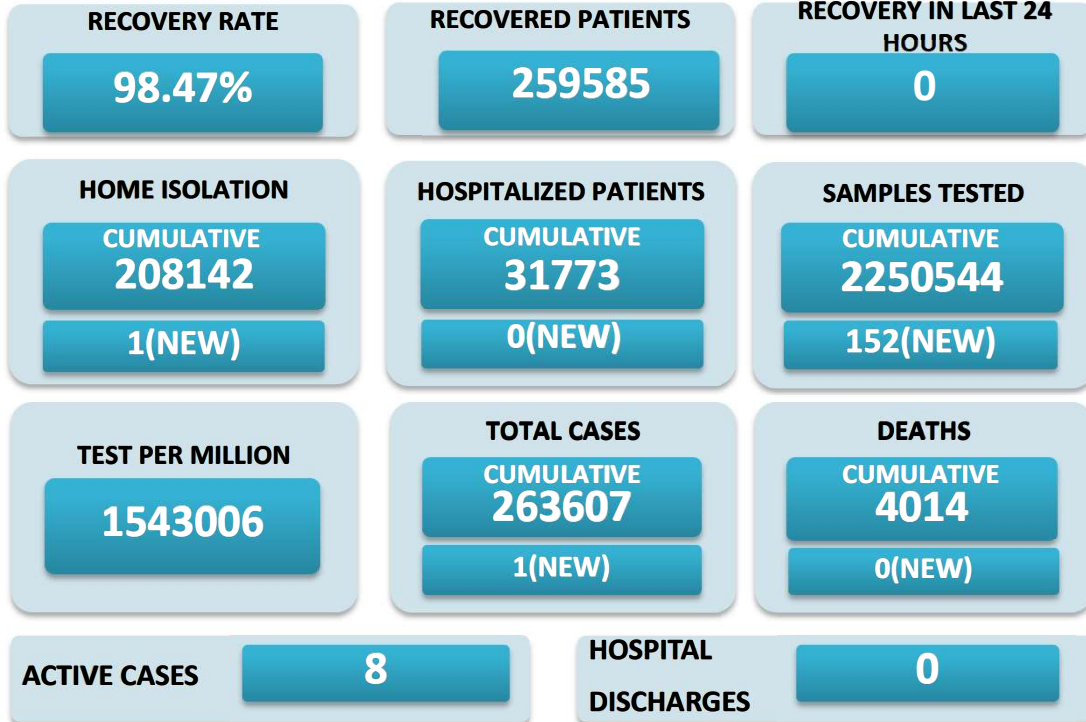 RECOVERY RATE
98.47%
RECOVERED PATIENTS
259585
RECOVERY IN LAST 24
HOURS
0
HOME ISOLATION
CUMULATIVE
208142
1(NEW)
HOSPITALIZED PATIENTS
CUMULATIVE
31773
0(NEW)
SAMPLES TESTED
CUMULATIVE
2250544
152(NEW)
TEST PER MILLION
1543006
TOTAL CASES
CUMULATIVE
263607
1(NEW)
DEATHS
CUMULATIVE
4014
0(NEW)
ACTIVE CASES
8
HOSPITAL
DISCHARGES
0